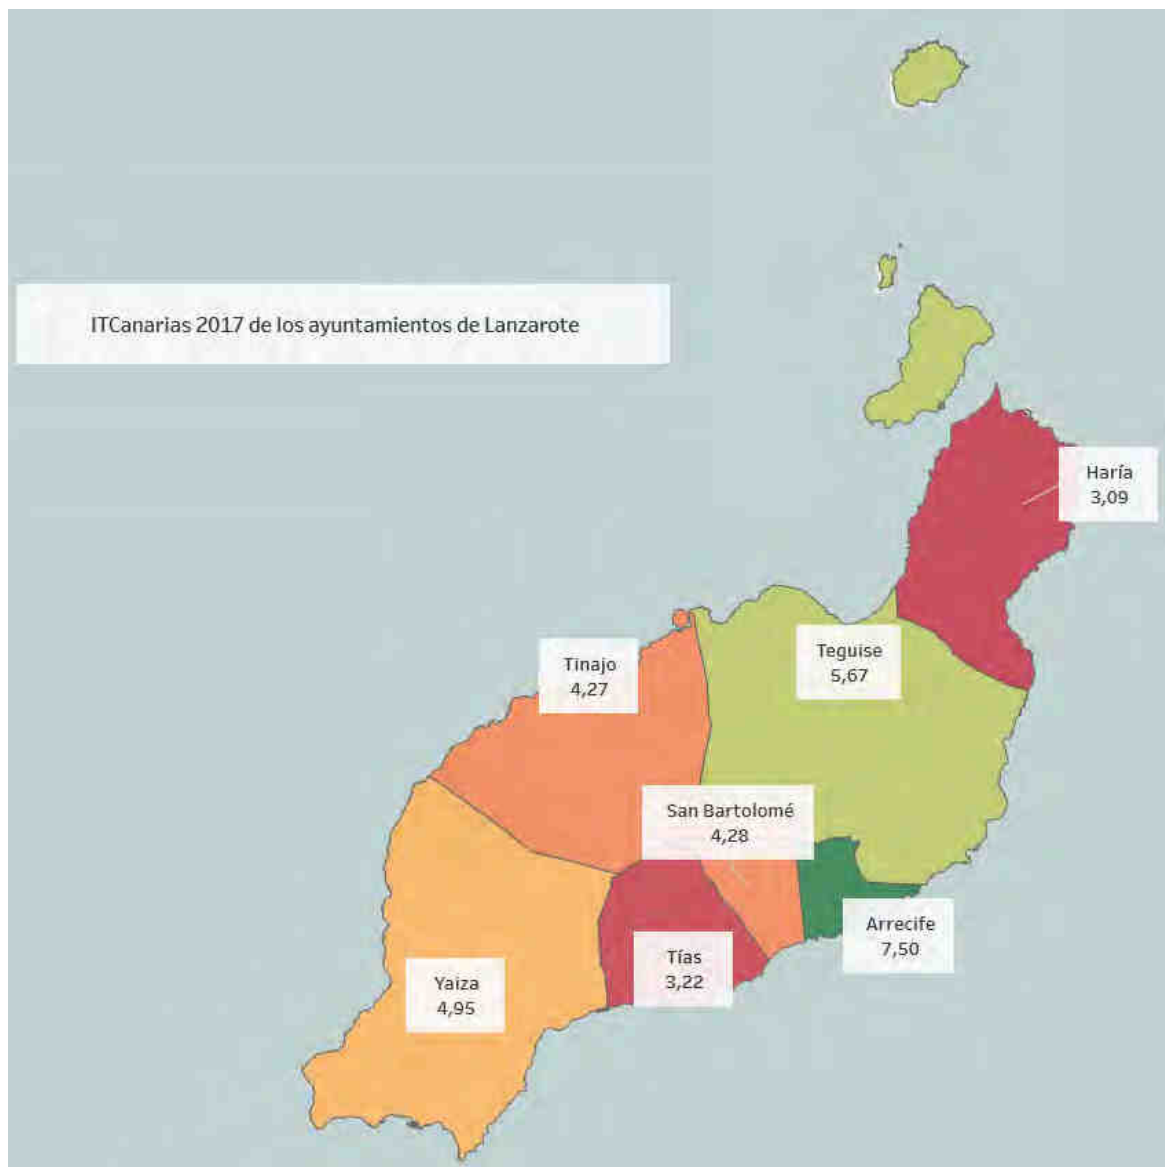 ITCanarias 2017 de los ayuntamientos de Lanzarote
Haría
3,09
Teguise
5,67
Tinajo
4,27
San Bartolomé
4,28
Arrecife
7,50
Tías
3,22
Yaiza
4,95